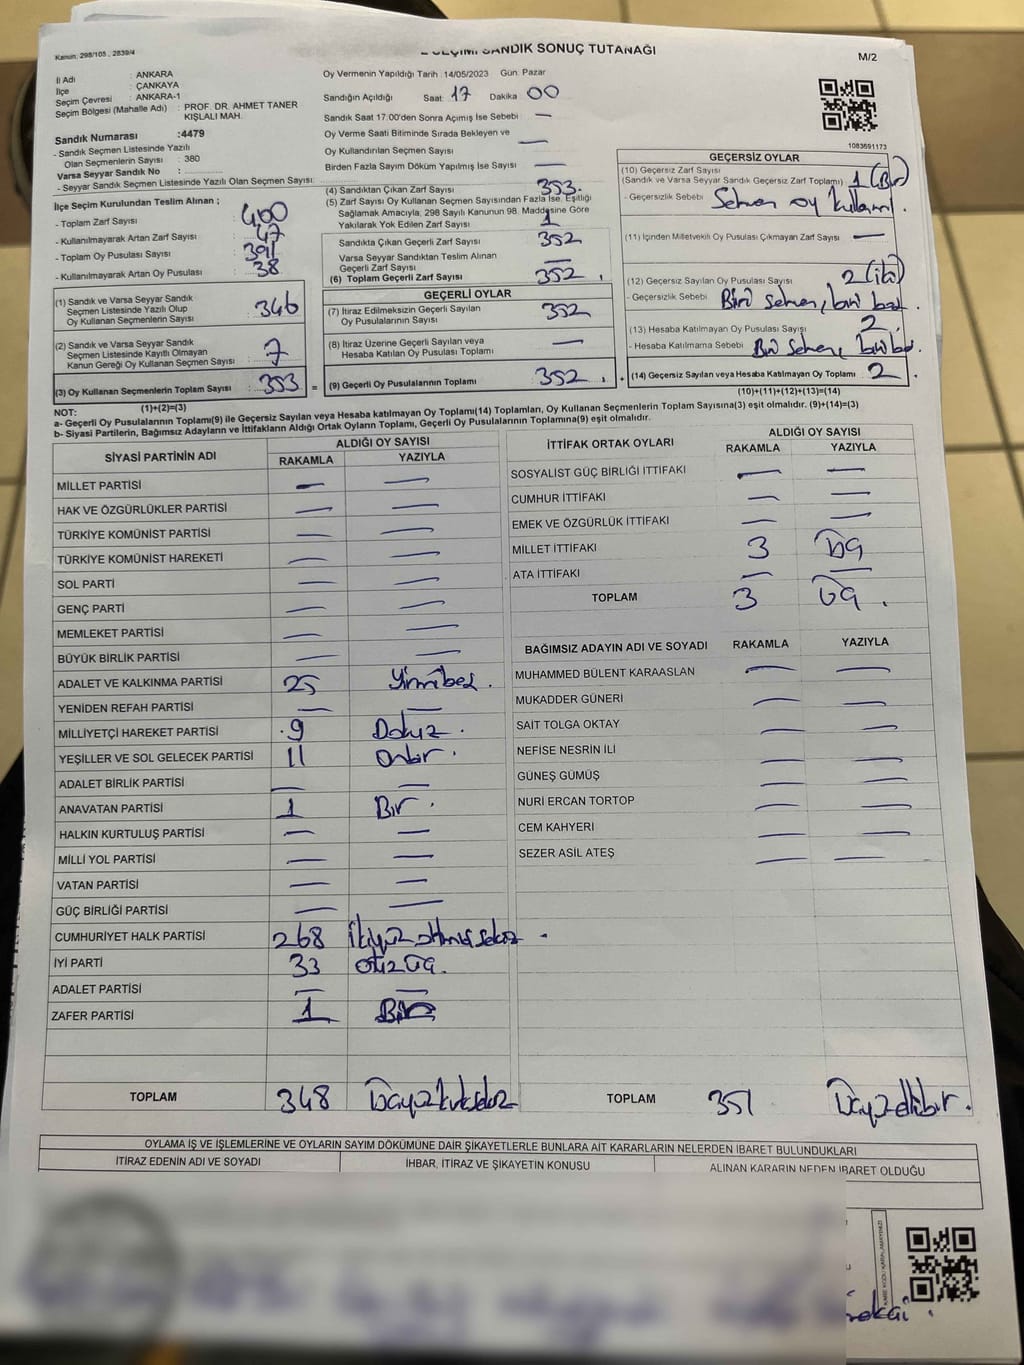 Kanun, 298/105, 2839/4
SEÇİMİ SANDIK SONUÇ TUTANAĞI
M/2
İl Adı : ANKARA
İlçe : ÇANKAYA
Seçim Çevresi : ANKARA-1
Seçim Bölgesi (Mahalle Adı) : PROF. DR. AHMET TANER KIŞLALI MAH.
Sandık Numarası :4479
- Sandık Seçmen Listesinde Yazılı
Olan Seçmenlerin Sayısı : 380
Varsa Seyyar Sandık No :
- Seyyar Sandık Seçmen Listesinde Yazılı Olan Seçmen Sayısı:
İlçe Seçim Kurulundan Teslim Alınan ;
- Toplam Zarf Sayısı : 400
- Kullanılmayarak Artan Zarf Sayısı : 47
- Toplam Oy Pusulası Sayısı : 391
- Kullanılmayarak Artan Oy Pusulası : 38
(1) Sandık ve Varsa Seyyar Sandık
Seçmen Listesinde Yazılı Olup
Oy Kullanan Seçmenlerin Sayısı : 346
(2) Sandık ve Varsa Seyyar Sandık
Seçmen Listesinde Kayıtlı Olmayan
Kanun Gereği Oy Kullanan Seçmen Sayısı : 7
(3) Oy Kullanan Seçmenlerin Toplam Sayısı : 353 =
(1)+(2)=(3)
Oy Vermenin Yapıldığı Tarih : 14/05/2023 Gün: Pazar
Sandığın Açıldığı Saat: 17 Dakika 00
Sandık Saat 17:00'den Sonra Açımış İse Sebebi : —
Oy Verme Saati Bitiminde Sırada Bekleyen ve
Oy Kullandırılan Seçmen Sayısı : —
Birden Fazla Sayım Döküm Yapılmış İse Sayısı : —
(4) Sandıktan Çıkan Zarf Sayısı : 353.
(5) Zarf Sayısı Oy Kullanan Seçmen Sayısından Fazla İse, Eşitliği
Sağlamak Amacıyla, 298 Sayılı Kanunun 98. Maddesine Göre
Yakılarak Yok Edilen Zarf Sayısı : 1
Sandıkta Çıkan Geçerli Zarf Sayısı : 352
Varsa Seyyar Sandıktan Teslim Alınan
Geçerli Zarf Sayısı : —
(6) Toplam Geçerli Zarf Sayısı : 352
GEÇERLİ OYLAR
(7) İtiraz Edilmeksizin Geçerli Sayılan
Oy Pusulalarının Sayısı : 352
(8) İtiraz Üzerine Geçerli Sayılan veya
Hesaba Katılan Oy Pusulası Toplamı : —
(9) Geçerli Oy Pusulalarının Toplamı : 352 . +
1083691173
GEÇERSİZ OYLAR
(10) Geçersiz Zarf Sayısı
(Sandık ve Varsa Seyyar Sandık Geçersiz Zarf Toplamı) : 1 (Bir)
- Geçersizlik Sebebi :
(11) İçinden Milletvekili Oy Pusulası Çıkmayan Zarf Sayısı : —
(12) Geçersiz Sayılan Oy Pusulası Sayısı : 2 (iki)
- Geçersizlik Sebebi :
(13) Hesaba Katılmayan Oy Pusulası Sayısı : 2
- Hesaba Katılmama Sebebi :
(14) Geçersiz Sayılan veya Hesaba Katılmayan Oy Toplamı : 2 .
(10)+(11)+(12)+(13)=(14)
NOT:
a- Geçerli Oy Pusulalarının Toplamı(9) ile Geçersiz Sayılan veya Hesaba katılmayan Oy Toplamı(14) Toplamları, Oy Kullanan Seçmenlerin Toplam Sayısına(3) eşit olmalıdır. (9)+(14)=(3)
b- Siyasi Partilerin, Bağımsız Adayların ve İttifakların Aldığı Ortak Oyların Toplamı, Geçerli Oy Pusulalarının Toplamına(9) eşit olmalıdır.
SİYASİ PARTİNİN ADI ALDIĞI OY SAYISI
RAKAMLA YAZIYLA
MİLLET PARTİSİ — —
HAK VE ÖZGÜRLÜKLER PARTİSİ — —
TÜRKİYE KOMÜNİST PARTİSİ — —
TÜRKİYE KOMÜNİST HAREKETİ — —
SOL PARTİ — —
GENÇ PARTİ — —
MEMLEKET PARTİSİ — —
BÜYÜK BİRLİK PARTİSİ — —
ADALET VE KALKINMA PARTİSİ 25 Yirmibeş .
YENİDEN REFAH PARTİSİ — —
MİLLİYETÇİ HAREKET PARTİSİ 9 Dokuz .
YEŞİLLER VE SOL GELECEK PARTİSİ 11 Onbir .
ADALET BİRLİK PARTİSİ — —
ANAVATAN PARTİSİ 1 Bir .
HALKIN KURTULUŞ PARTİSİ — —
MİLLİ YOL PARTİSİ — —
VATAN PARTİSİ — —
GÜÇ BİRLİĞİ PARTİSİ — —
CUMHURİYET HALK PARTİSİ 268 İkiyüzaltmışsekiz .
İYİ PARTİ 33 Otuzüç.
ADALET PARTİSİ — —
ZAFER PARTİSİ 1 Bir
TOPLAM 348 Üçyüzkırksekiz
İTTİFAK ORTAK OYLARI ALDIĞI OY SAYISI
RAKAMLA YAZIYLA
SOSYALİST GÜÇ BİRLİĞİ İTTİFAKI — —
CUMHUR İTTİFAKI — —
EMEK VE ÖZGÜRLÜK İTTİFAKI — —
MİLLET İTTİFAKI 3 Üç
ATA İTTİFAKI — —
TOPLAM 3 Üç .
BAĞIMSIZ ADAYIN ADI VE SOYADI RAKAMLA YAZIYLA
MUHAMMED BÜLENT KARAASLAN — —
MUKADDER GÜNERİ — —
SAİT TOLGA OKTAY — —
NEFİSE NESRİN İLİ — —
GÜNEŞ GÜMÜŞ — —
NURİ ERCAN TORTOP — —
CEM KAHYERİ — —
SEZER ASİL ATEŞ — —
TOPLAM 351 Üçyüzellibir.
OYLAMA İŞ VE İŞLEMLERİNE VE OYLARIN SAYIM DÖKÜMÜNE DAİR ŞİKAYETLERLE BUNLARA AİT KARARLARIN NELERDEN İBARET BULUNDUKLARI
İTİRAZ EDENİN ADI VE SOYADI İHBAR, İTİRAZ VE ŞİKAYETİN KONUSU ALINAN KARARIN NEDEN İBARET OLDUĞU